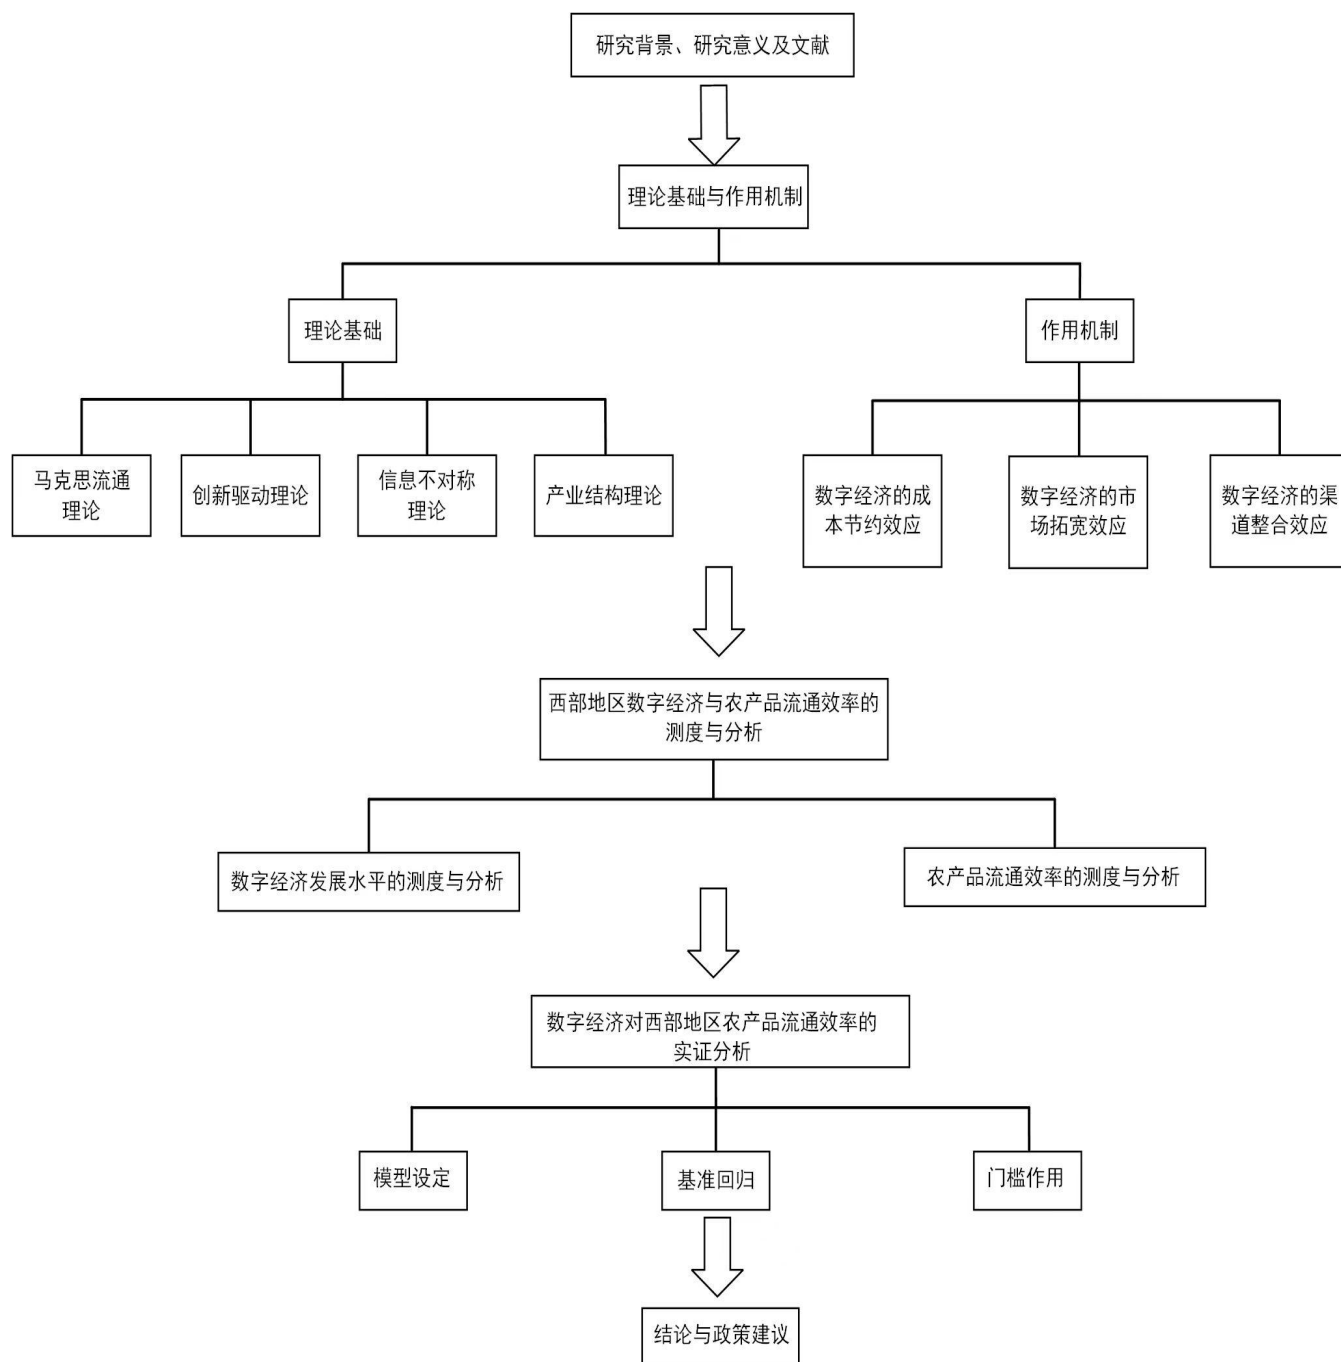 研究背景、研究意义及文献
理论基础与作用机制
理论基础
作用机制
马克思流通
理论
创新驱动理论
信息不对称
理论
产业结构理论
数字经济的成
本节约效应
数字经济的市
场拓宽效应
数字经济的渠
道整合效应
西部地区数字经济与农产品流通效率的
测度与分析
数字经济发展水平的测度与分析
农产品流通效率的测度与分析
数字经济对西部地区农产品流通效率的
实证分析
模型设定
基准回归
门槛作用
结论与政策建议